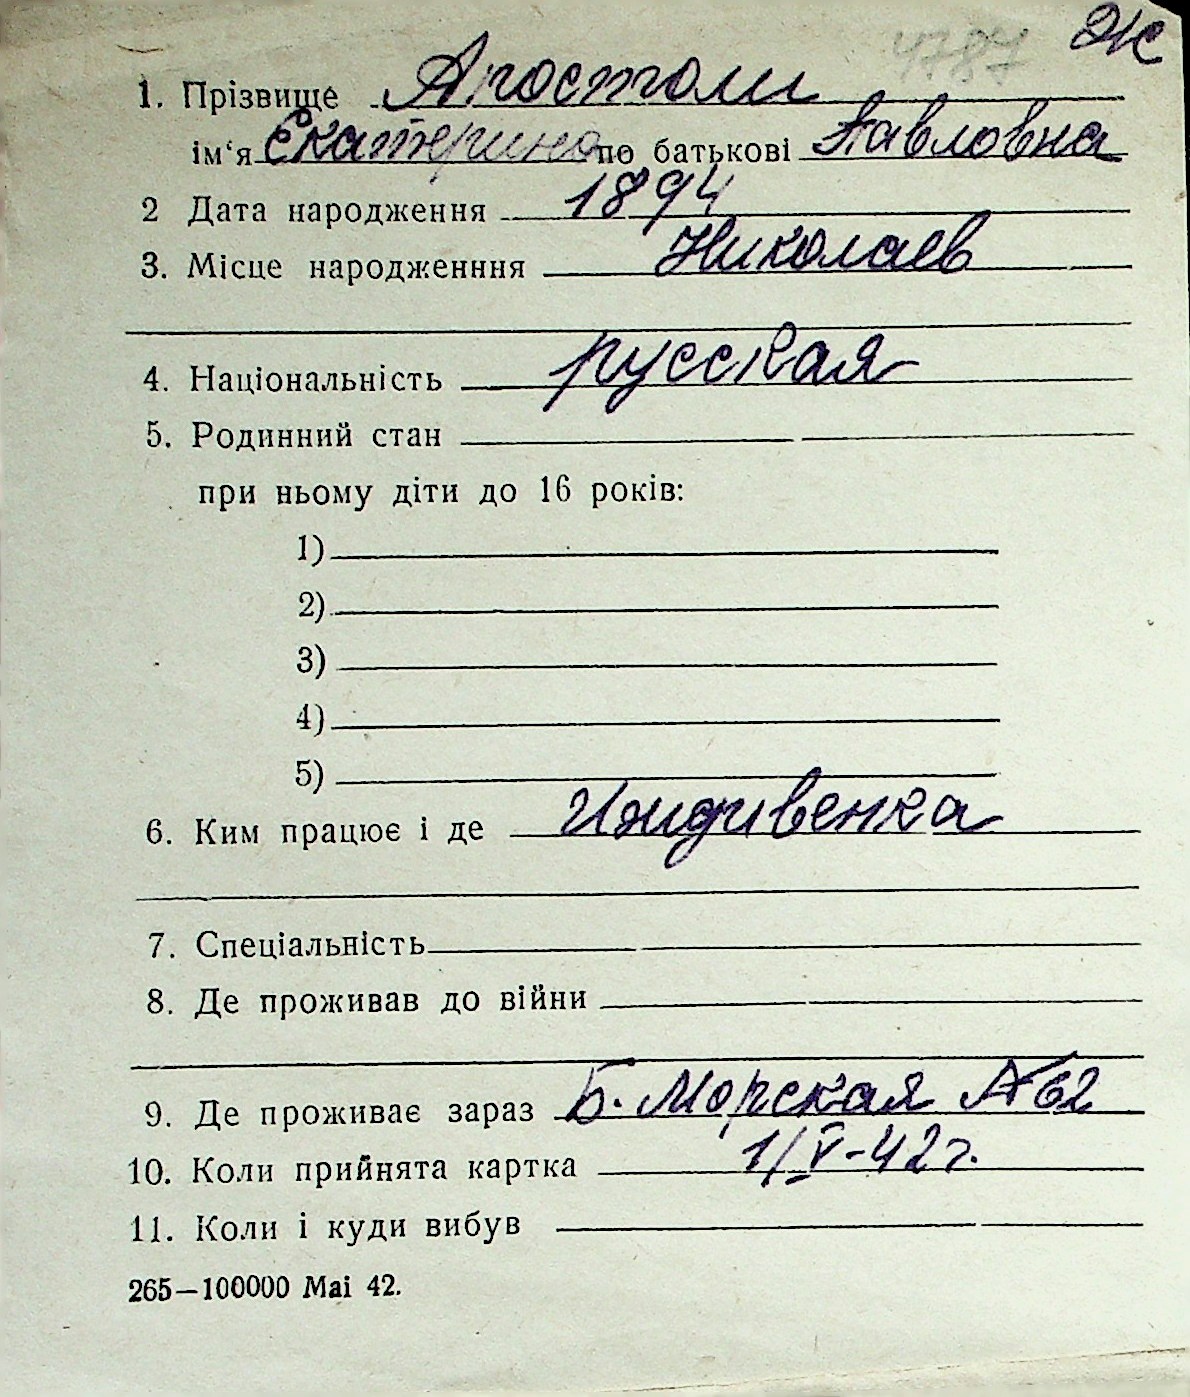 Ж
4787
1. Прізвище Апостоли
ім'я Екатерина по батькові Павловна
2 Дата народження 1894
3. Місце народженння Николаев
4. Національність русская
5. Родинний стан
при ньому діти до 16 років:
1)
2)
3)
4)
5)
6. Ким працює і де Иждивенка
7. Спеціальність
8. Де проживав до війни
9. Де проживає зараз Б. Морская № 62
10. Коли прийнята картка 1/V-42 г.
11. Коли і куди вибув
265—100000 Mai 42.